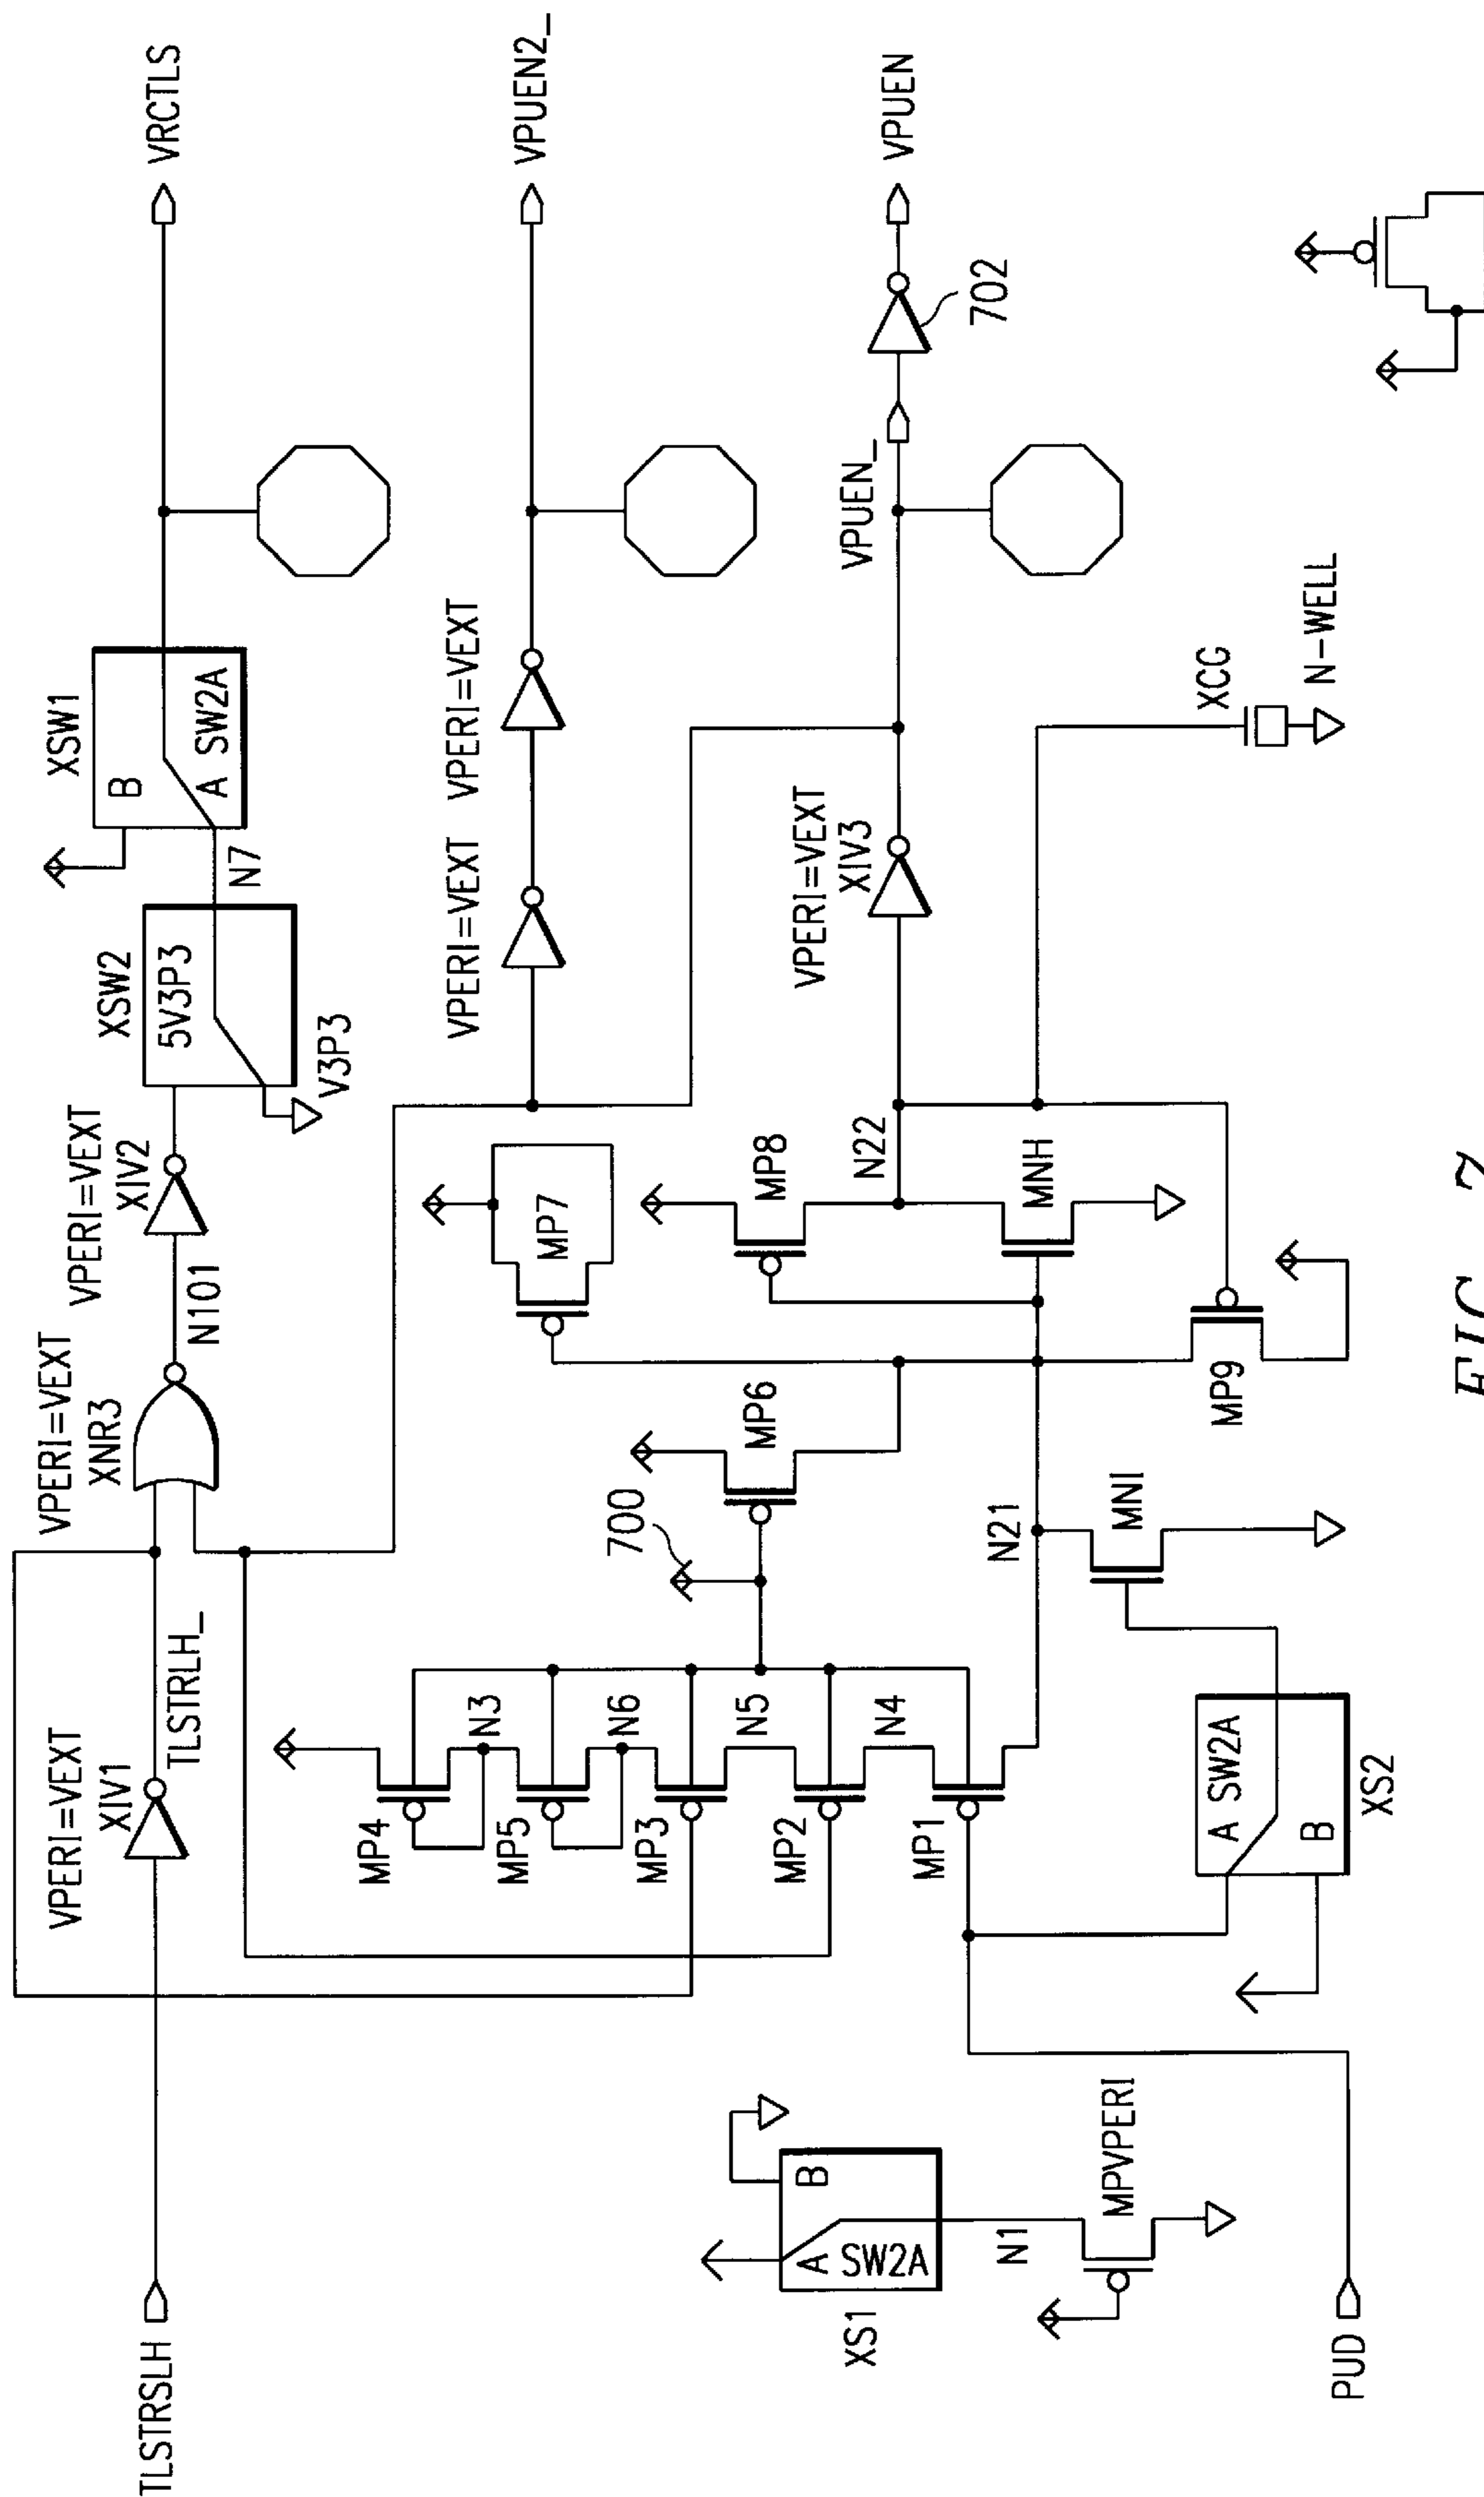 TLSTRSLH
VPERI=VEXT
XIV1
TLSTRLH_
VPERI=VEXT
XNR3
N101
VPERI=VEXT
XIV2
XSW2
5V3P3
V3P3
N7
XSW1
B
A SW2A
VRCTLS
VPERI=VEXT
VPERI=VEXT
VPUEN2_
MP4
N3
MP5
N6
MP3
N5
MP2
N4
MP1
700
MP6
MP7
MP8
N22
MNH
VPERI=VEXT
XIV3
VPUEN_
702
VPUEN
N21
MNI
MP9
XCG
N-WELL
XS1
A
B
SW2A
N1
MPVPERI
A SW2A
B
XS2
PUD
FIG. 7